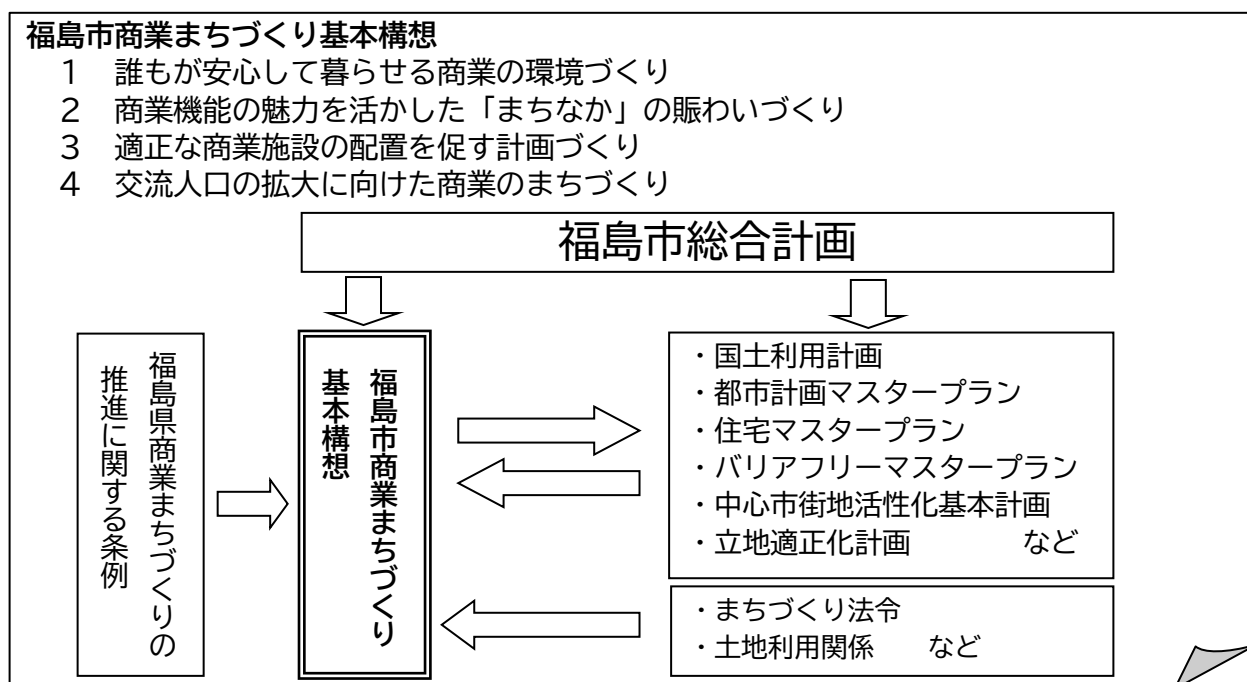 福島市商業まちづくり基本構想
1 誰もが安心して暮らせる商業の環境づくり
2 商業機能の魅力を活かした「まちなか」の賑わいづくり
3 適正な商業施設の配置を促す計画づくり
4 交流人口の拡大に向けた商業のまちづくり
福島市総合計画
福島県商業まちづくりの
推進に関する条例
福島市商業まちづくり
基本構想
・国土利用計画
・都市計画マスタープラン
・住宅マスタープラン
・バリアフリーマスタープラン
・中心市街地活性化基本計画
・立地適正化計画 など
・まちづくり法令
・土地利用関係 など